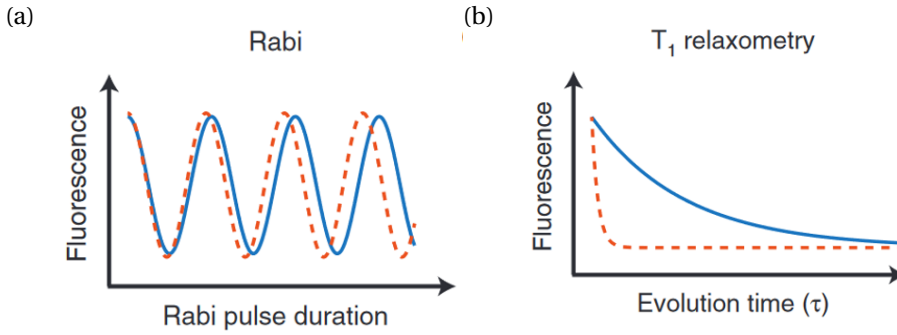 (a)
Rabi
Fluorescence
Rabi pulse duration
(b)
T₁ relaxometry
Fluorescence
Evolution time (τ)